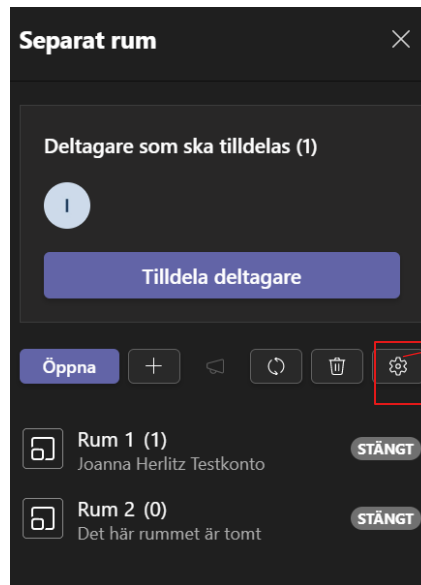 Separat rum
Deltagare som ska tilldelas (1)
I
Tilldela deltagare
Öppna
Rum 1 (1)
Joanna Herlitz Testkonto
STÄNGT
Rum 2 (0)
Det här rummet är tomt
STÄNGT